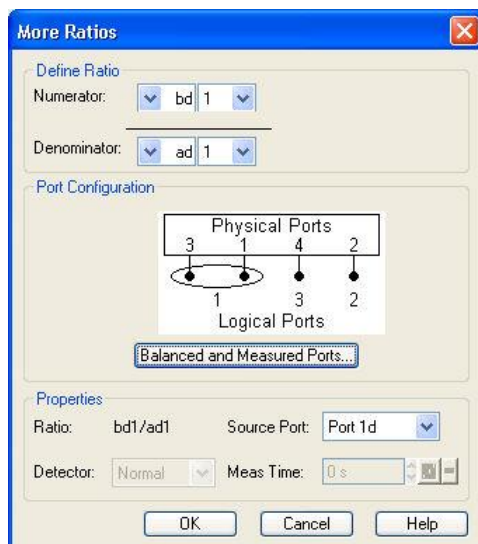 More Ratios
Define Ratio
Numerator: bd 1
Denominator: ad 1
Port Configuration
Physical Ports
3 1 4 2
1 3 2
Logical Ports
Balanced and Measured Ports...
Properties
Ratio: bd1/ad1 Source Port: Port 1d
Detector: Normal Meas Time: 0 s
OK Cancel Help